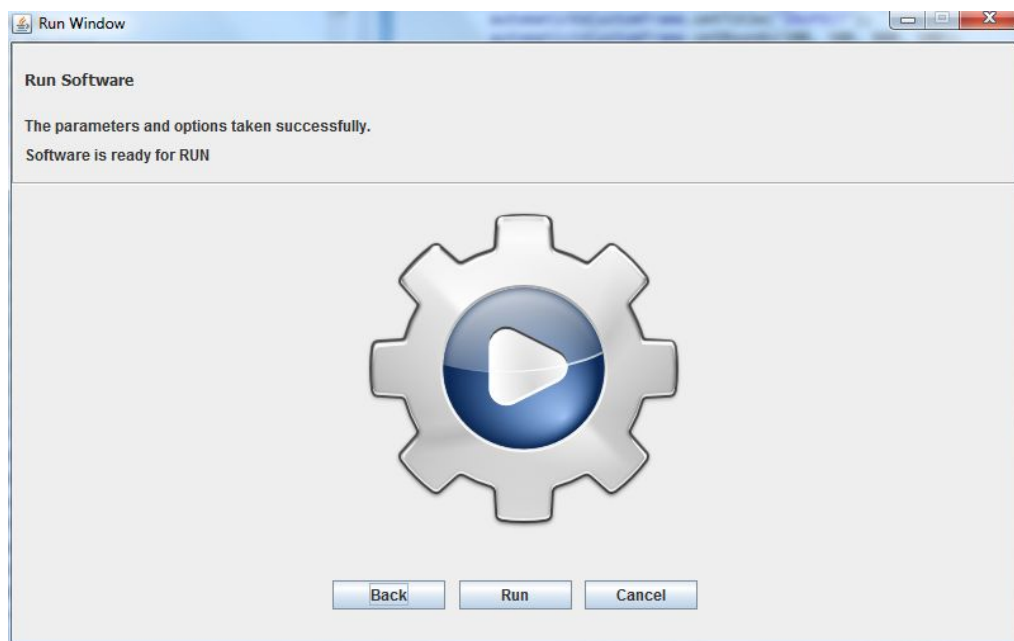 Run Window
Run Software
The parameters and options taken successfully.
Software is ready for RUN
Back
Run
Cancel